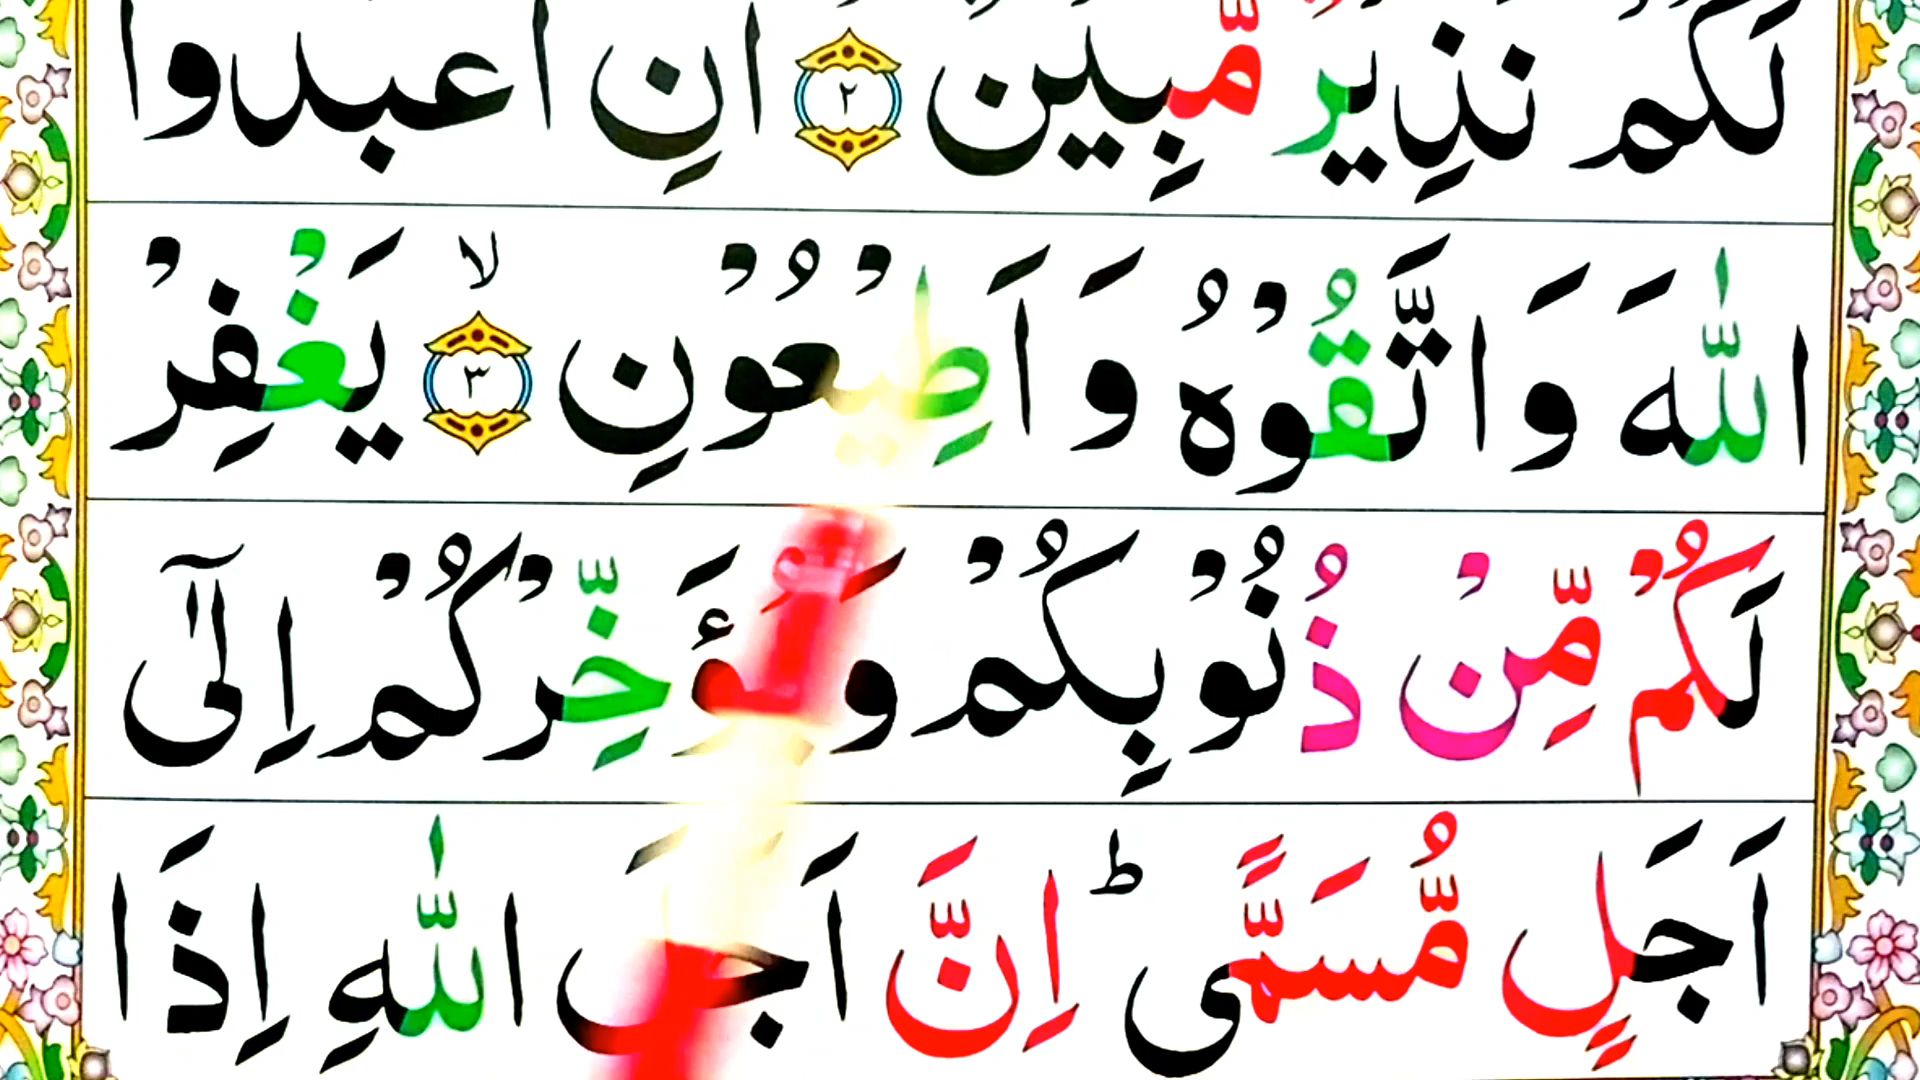 لَكُمْ نَذِيْرٌ مُّبِيْنٌ ۝٢ اَنِ اعْبُدُوا
اللّٰهَ وَاتَّقُوْهُ وَاَطِيْعُوْنِ ۝٣ۙ يَغْفِرْ
لَكُمْ مِّنْ ذُنُوْبِكُمْ وَيُؤَخِّرْكُمْ اِلٰٓى
اَجَلٍ مُّسَمًّى ؕ اِنَّ اَجَلَ اللّٰهِ اِذَا